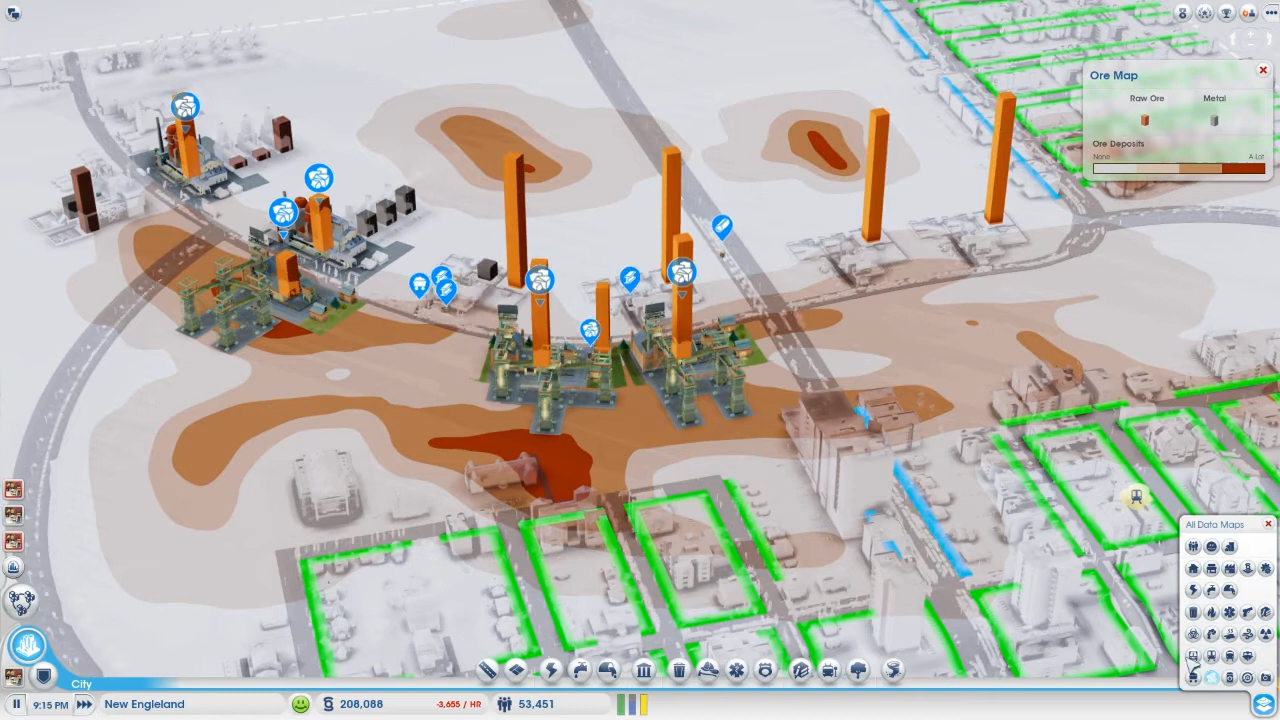 Ore Map
Raw Ore Metal
Ore Deposits
None A Lot
All Data Maps
City
9:15 PM New Engleland 208,088 -3,655 / HR 53,451